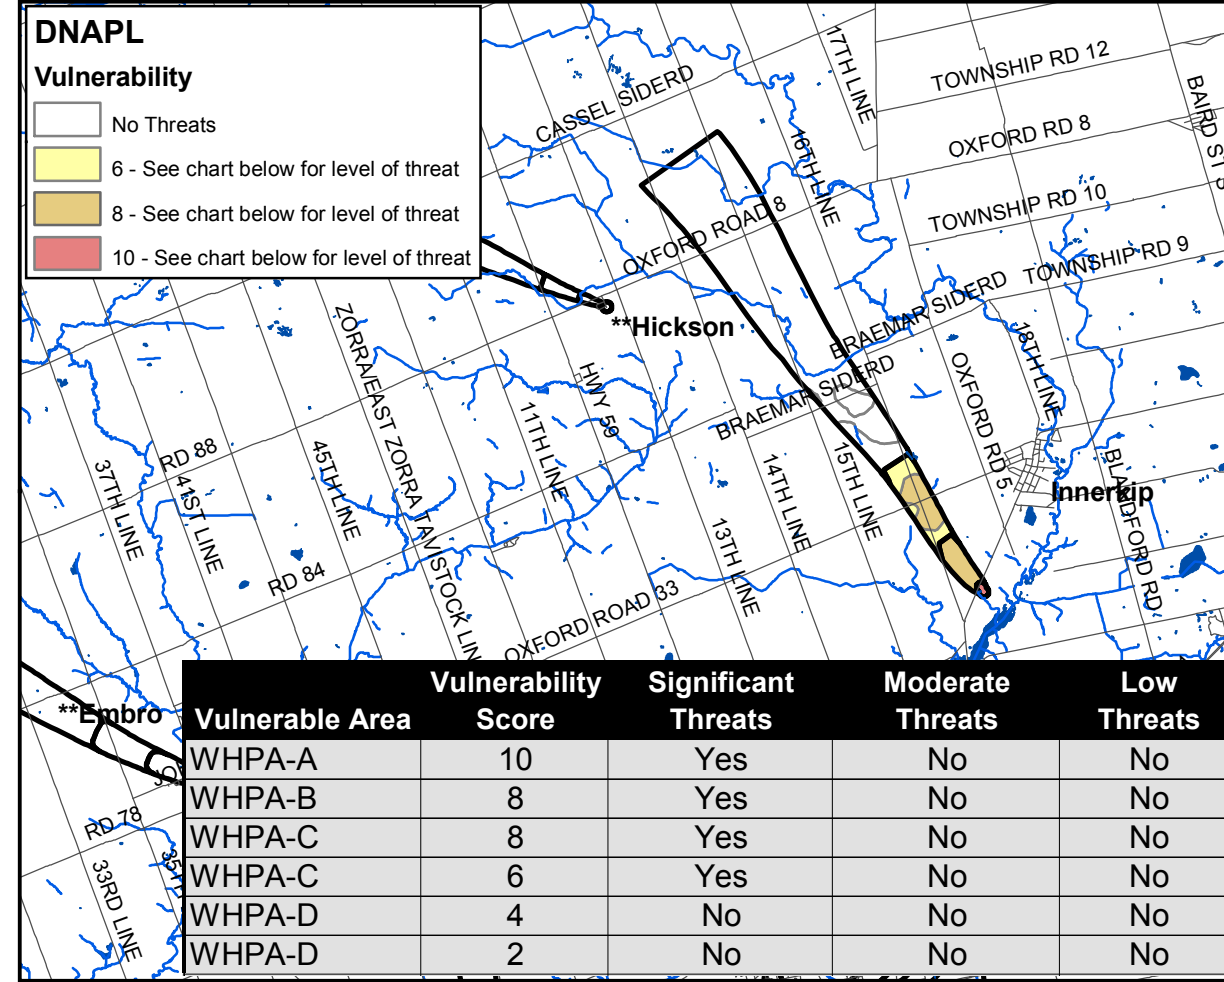 DNAPL
Vulnerability
No Threats
6 - See chart below for level of threat
8 - See chart below for level of threat
10 - See chart below for level of threat
17TH LINE
TOWNSHIP RD 12
BAIRD ST S
CASSEL SIDERD
OXFORD RD 8
16TH LINE
TOWNSHIP RD 10
OXFORD ROAD 8
TOWNSHIP RD 9
BRAEMAR SIDERD
**Hickson
ZORRA/EAST ZORRA TAVISTOCK LIN
HWY 59
BRAEMAR SIDERD
OXFORD RD 5
18TH LINE
11TH LINE
RD 88
45TH LINE
37TH LINE
41ST LINE
14TH LINE
15TH LINE
Innerkip
BLANDFORD RD
13TH LINE
RD 84
OXFORD ROAD 33
**Embro
RD 78
33RD LINE
Vulnerable Area Vulnerability Score Significant Threats Moderate Threats Low Threats
WHPA-A 10 Yes No No
WHPA-B 8 Yes No No
WHPA-C 8 Yes No No
WHPA-C 6 Yes No No
WHPA-D 4 No No No
WHPA-D 2 No No No